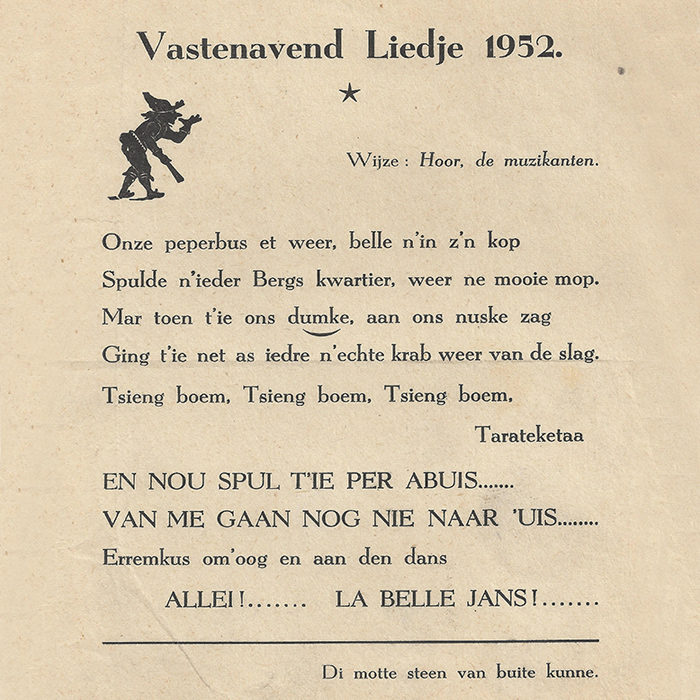 Vastenavend Liedje 1952.
Wijze : Hoor, de muzikanten.
Onze peperbus et weer, belle n'in z'n kop
Spulde n'ieder Bergs kwartier, weer ne mooie mop.
Mar toen t'ie ons dumke, aan ons nuske zag
Ging t'ie net as iedre n'echte krab weer van de slag.
Tsieng boem, Tsieng boem, Tsieng boem,
Tarateketaa
EN NOU SPUL T'IE PER ABUIS.......
VAN ME GAAN NOG NIE NAAR 'UIS........
Erremkus om'oog en aan den dans
ALLEI!....... LA BELLE JANS!.......
Di motte steen van buite kunne.